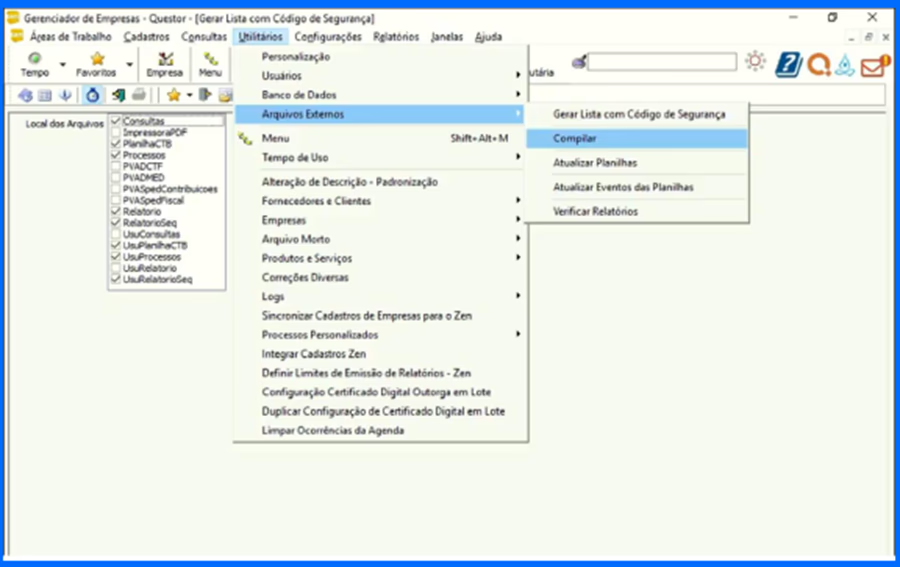 Gerenciador de Empresas - Questor - [Gerar Lista com Código de Segurança]
Áreas de Trabalho Cadastros Consultas Utilitários Configurações Relatórios Janelas Ajuda
Tempo Favoritos Empresa Menu
utária
Local dos Arquivos
Consultas
ImpressoraPDF
PlanilhaCTB
Processos
PVADCTF
PVADMED
PVASpedContribuicoes
PVASpedFiscal
Relatorio
RelatorioSeq
UsuConsultas
UsuPlanilhaCTB
UsuProcessos
UsuRelatorio
UsuRelatorioSeq
Personalização
Usuários
Banco de Dados
Arquivos Externos
Menu Shift+Alt+M
Tempo de Uso
Alteração de Descrição - Padronização
Fornecedores e Clientes
Empresas
Arquivo Morto
Produtos e Serviços
Correções Diversas
Logs
Sincronizar Cadastros de Empresas para o Zen
Processos Personalizados
Integrar Cadastros Zen
Definir Limites de Emissão de Relatórios - Zen
Configuração Certificado Digital Outorga em Lote
Duplicar Configuração de Certificado Digital em Lote
Limpar Ocorrências da Agenda
Gerar Lista com Código de Segurança
Compilar
Atualizar Planilhas
Atualizar Eventos das Planilhas
Verificar Relatórios